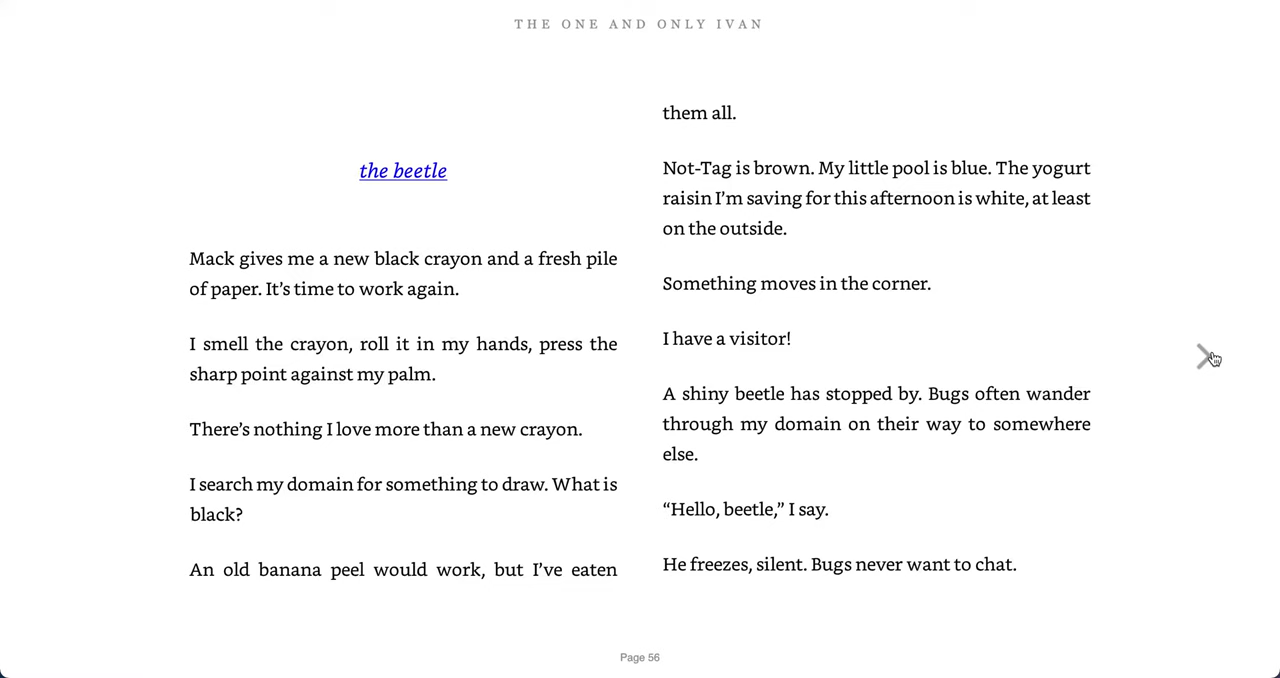 THE ONE AND ONLY IVAN
the beetle
Mack gives me a new black crayon and a fresh pile
of paper. It’s time to work again.
I smell the crayon, roll it in my hands, press the
sharp point against my palm.
There’s nothing I love more than a new crayon.
I search my domain for something to draw. What is
black?
An old banana peel would work, but I’ve eaten
them all.
Not-Tag is brown. My little pool is blue. The yogurt
raisin I’m saving for this afternoon is white, at least
on the outside.
Something moves in the corner.
I have a visitor!
A shiny beetle has stopped by. Bugs often wander
through my domain on their way to somewhere
else.
“Hello, beetle,” I say.
He freezes, silent. Bugs never want to chat.
Page 56